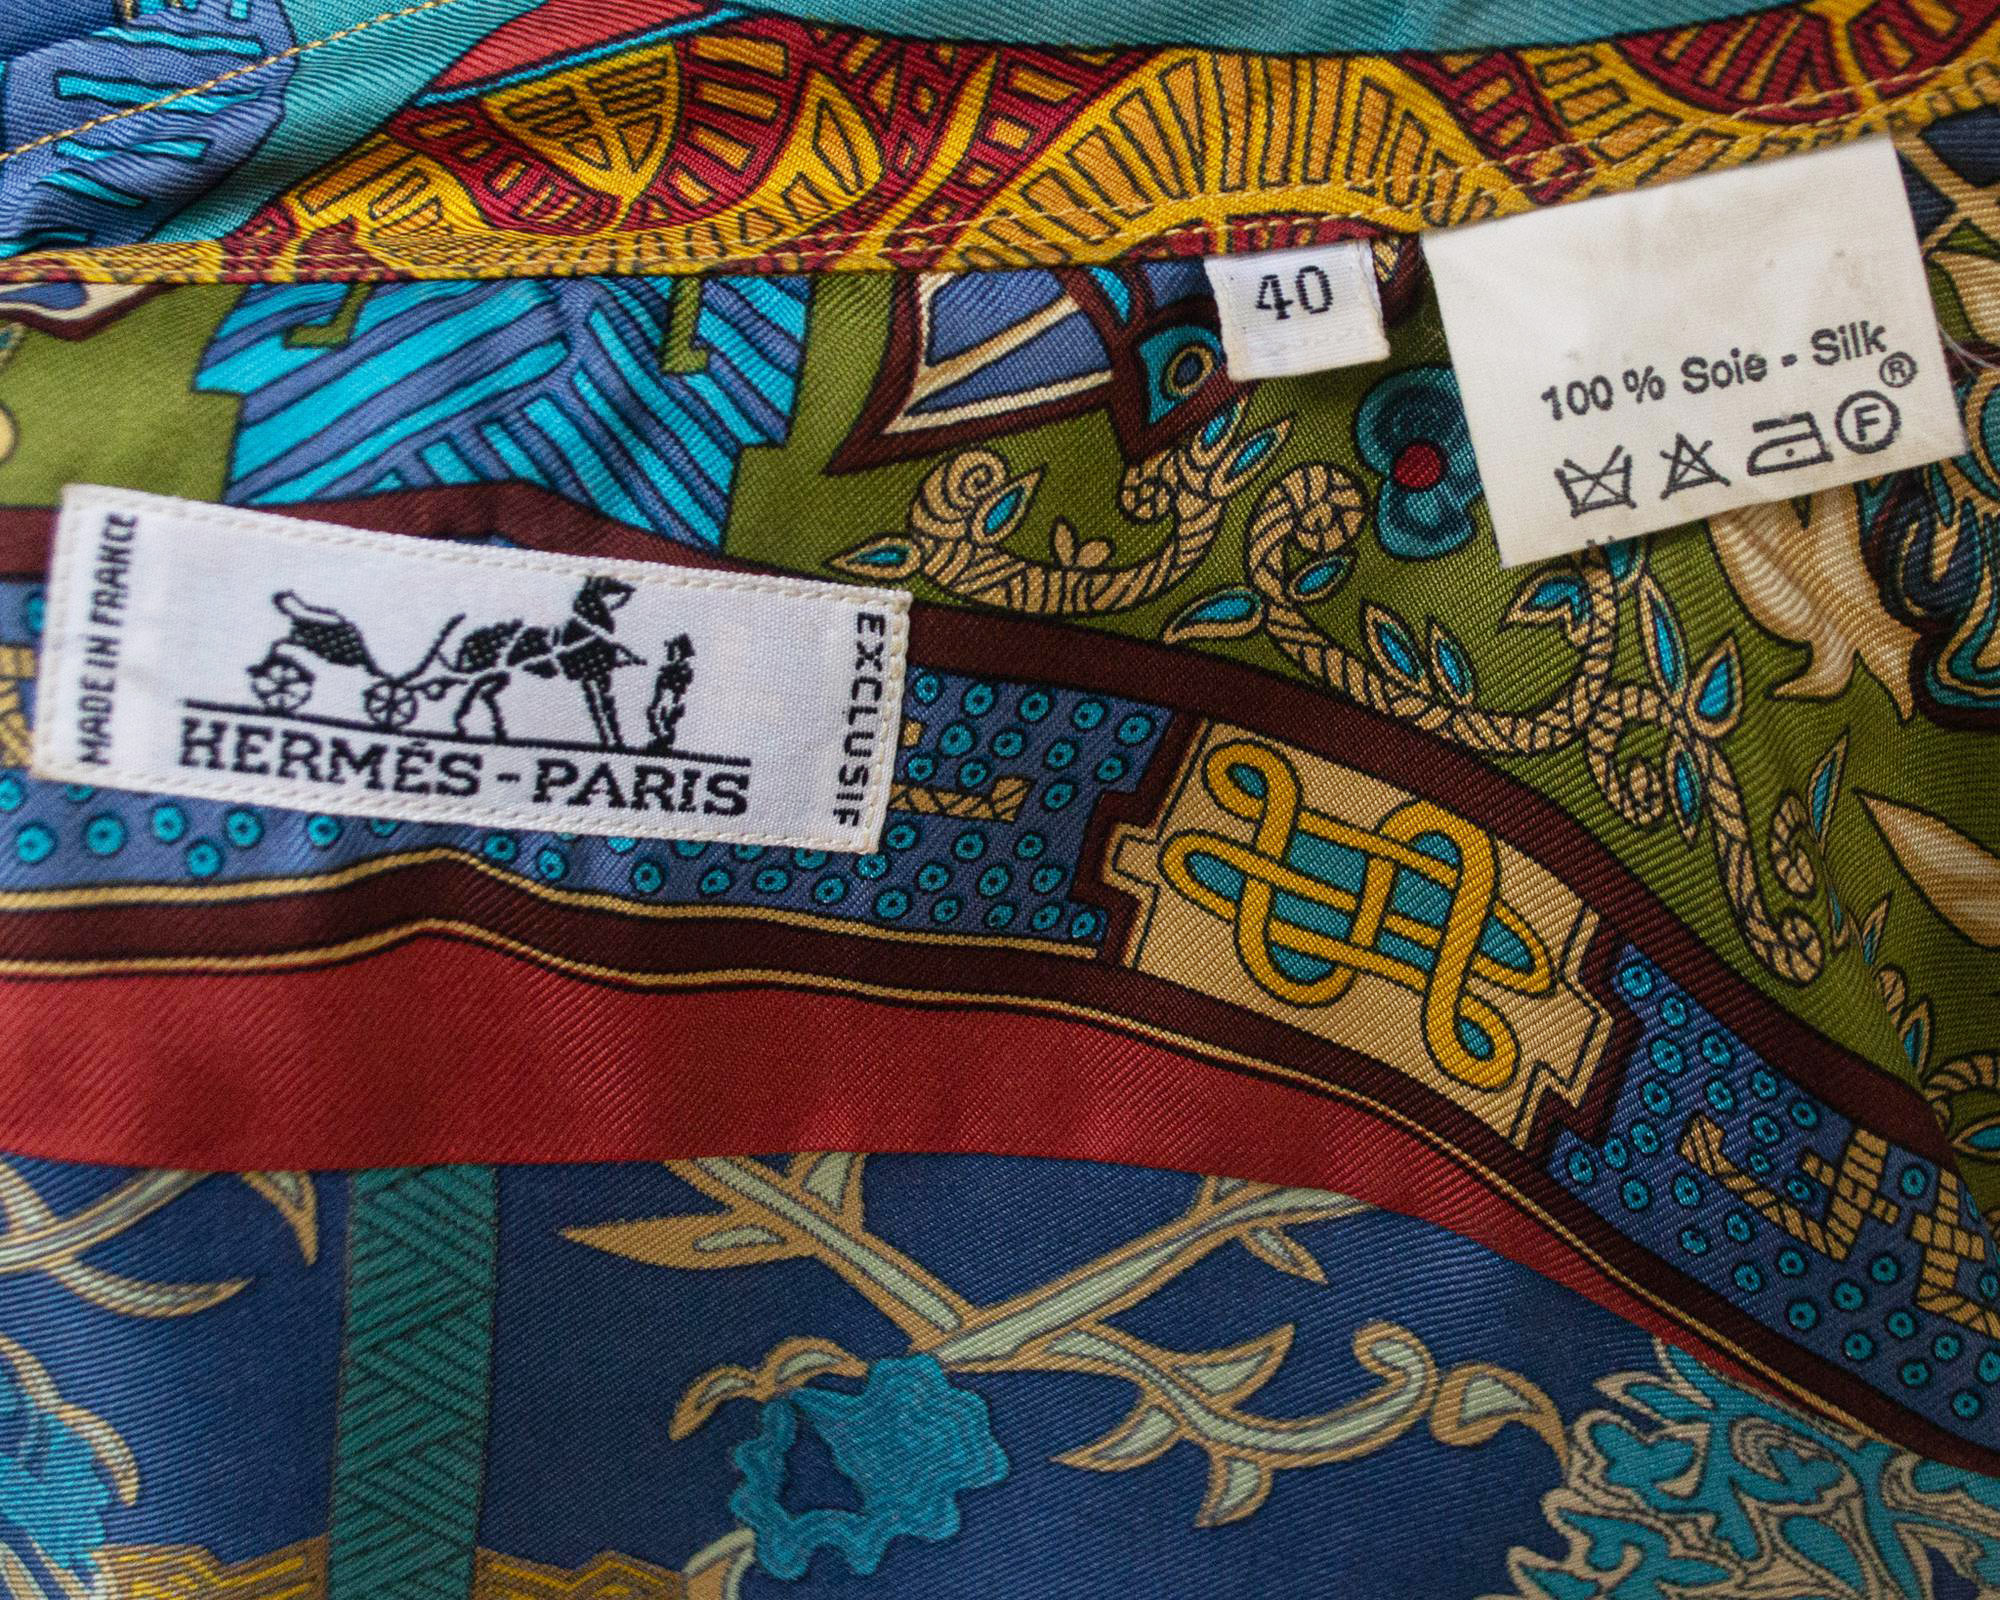 40
100 % Soie - Silk
®
F
MADE IN FRANCE
HERMÈS - PARIS
EXCLUSIF